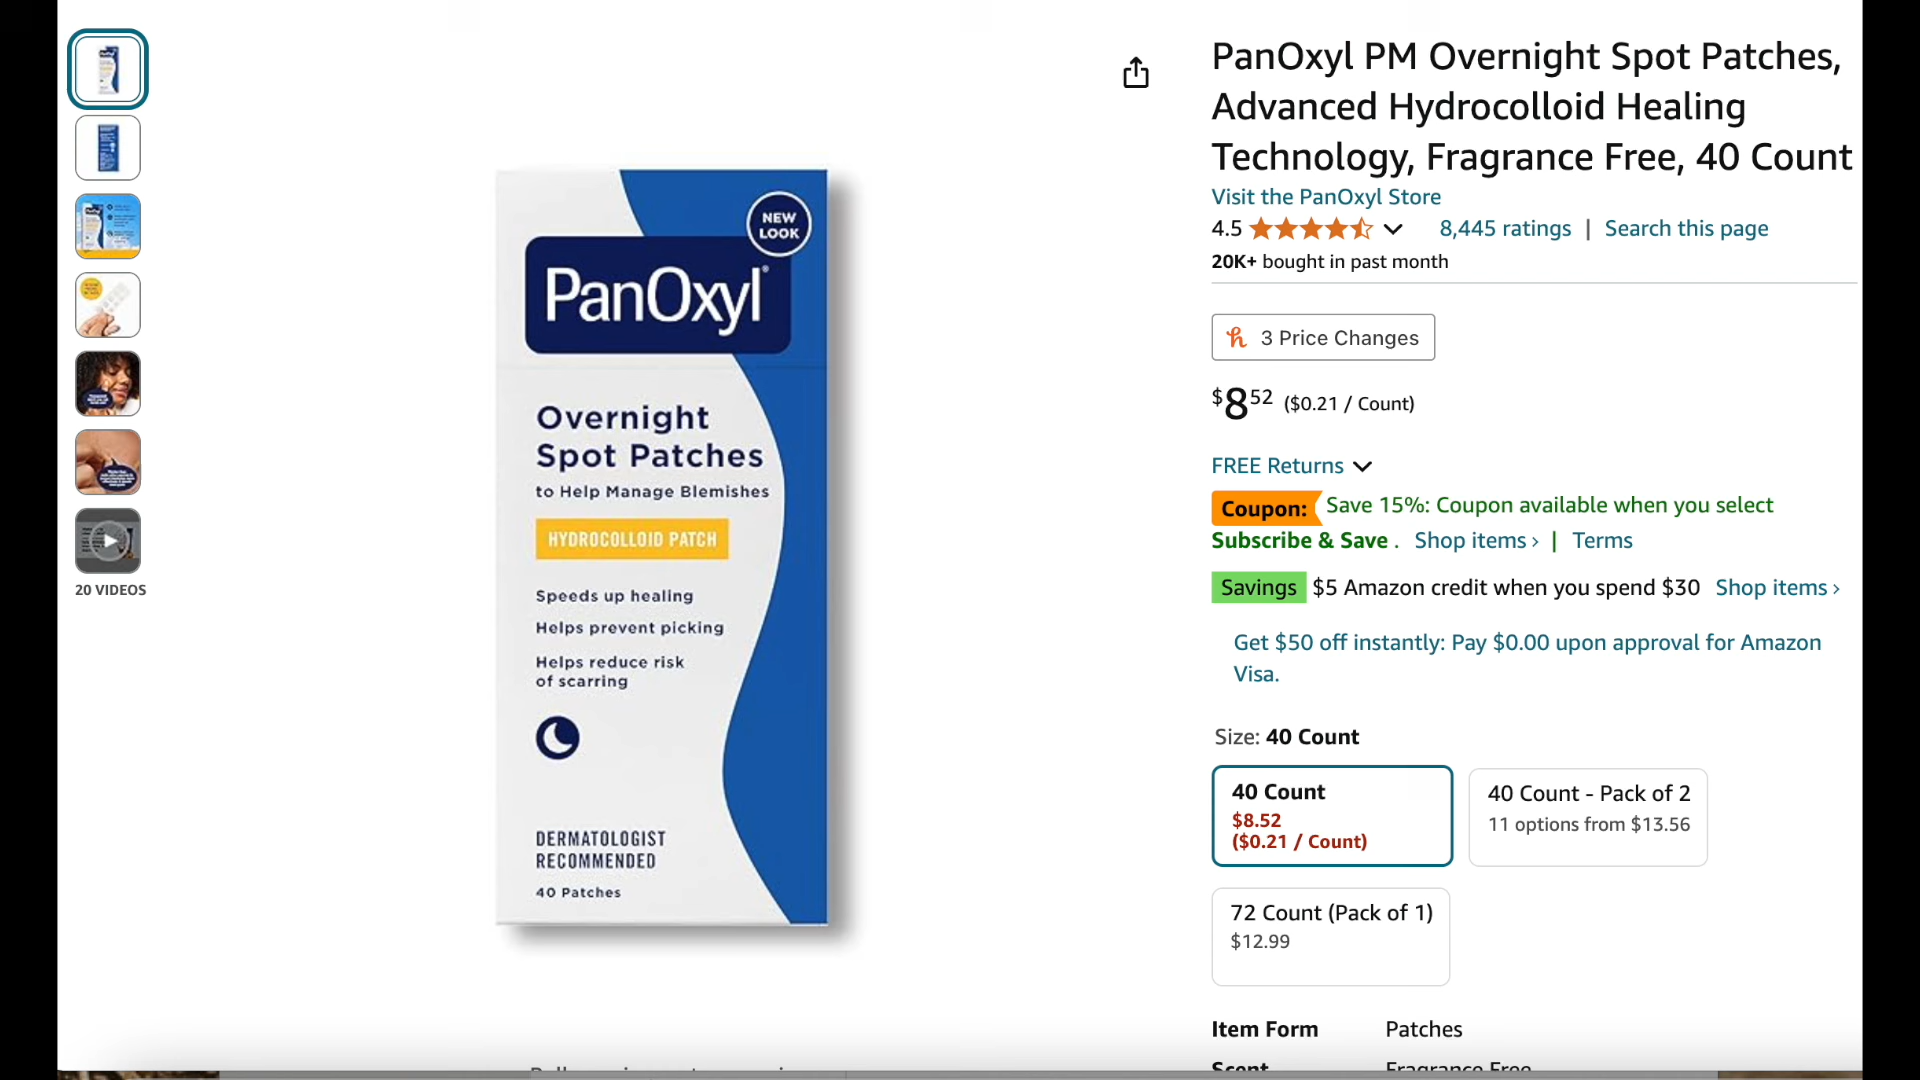 PanOxyl PM Overnight Spot Patches,
Advanced Hydrocolloid Healing
Technology, Fragrance Free, 40 Count
Visit the PanOxyl Store
4.5
8,445 ratings | Search this page
20K+ bought in past month
3 Price Changes
$852 ($0.21 / Count)
FREE Returns
Coupon: Save 15%: Coupon available when you select
Subscribe & Save . Shop items › | Terms
Savings $5 Amazon credit when you spend $30 Shop items ›
Get $50 off instantly: Pay $0.00 upon approval for Amazon
Visa.
Size: 40 Count
40 Count
$8.52
($0.21 / Count)
40 Count - Pack of 2
11 options from $13.56
72 Count (Pack of 1)
$12.99
Item Form Patches
Scent Fragrance Free
20 VIDEOS
NEW
LOOK
PanOxyl®
Overnight
Spot Patches
to Help Manage Blemishes
HYDROCOLLOID PATCH
Speeds up healing
Helps prevent picking
Helps reduce risk
of scarring
DERMATOLOGIST
RECOMMENDED
40 Patches